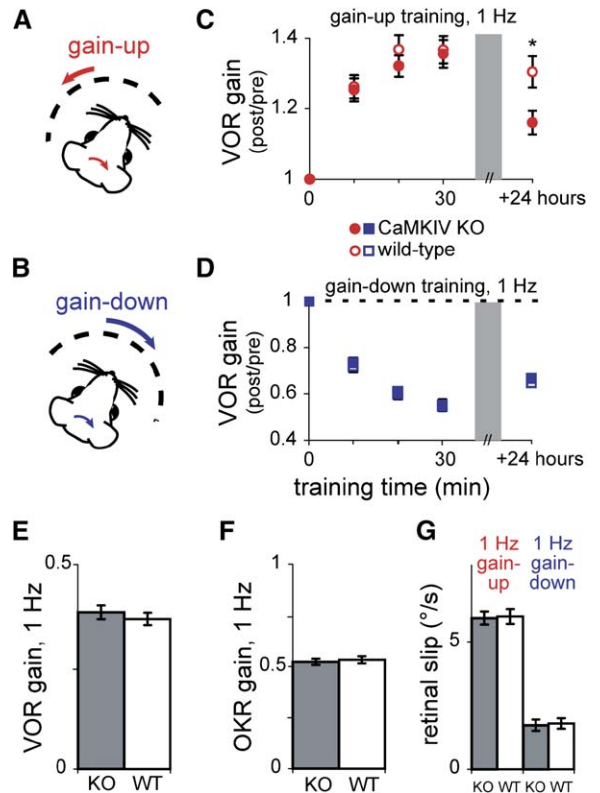 A
gain-up
C
gain-up training, 1 Hz
VOR gain
(post/pre)
1.4
1.2
1
*
0
30
//
+24 hours
CaMKIV KO
wild-type
B
gain-down
D
gain-down training, 1 Hz
VOR gain
(post/pre)
1
0.8
0.6
0.4
0
30
//
+24 hours
training time (min)
E
VOR gain, 1 Hz
0.5
0
KO WT
F
OKR gain, 1 Hz
1
0.5
0
KO WT
G
1 Hz 1 Hz
gain- gain-
up down
retinal slip (°/s)
5
0
KO WT KO WT